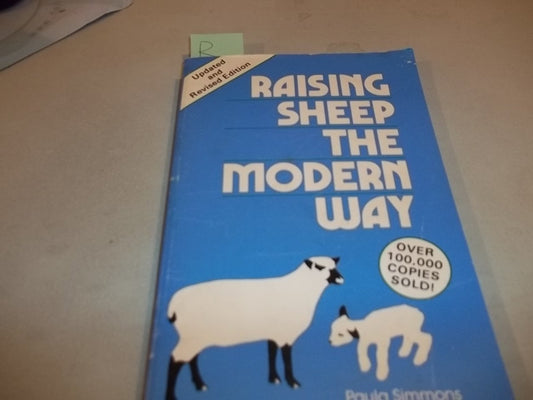 R
Updated
and
Revised Edition
RAISING
SHEEP
THE
MODERN
WAY
OVER
100.000
COPIES
SOLD!
Paula Simmons